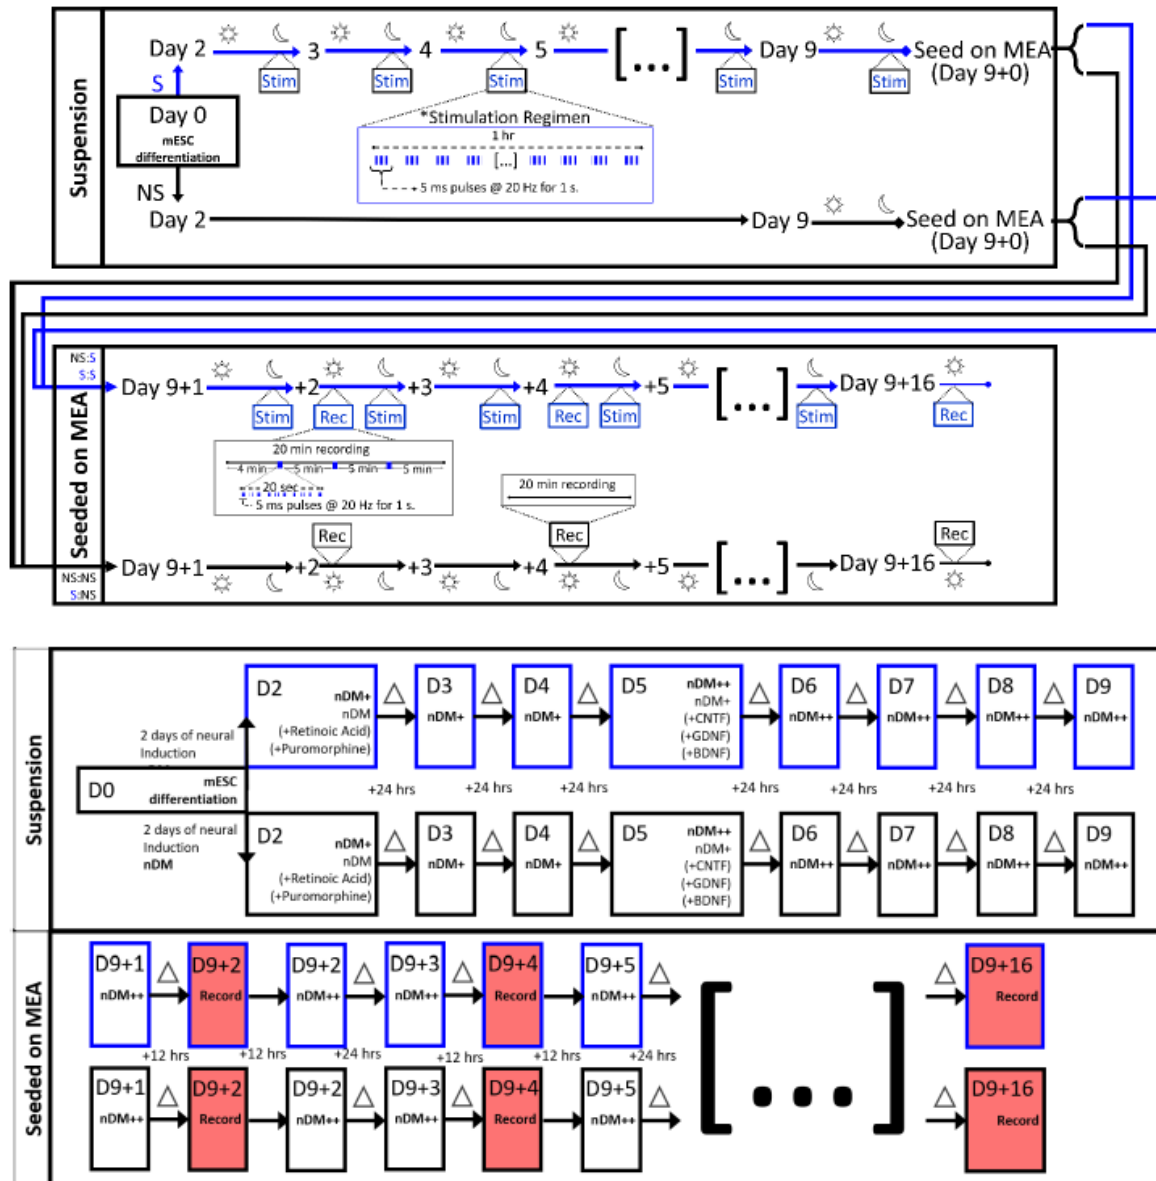 Suspension
Day 2
3
4
5
[...]
Day 9
Seed on MEA
(Day 9+0)
Stim
Stim
Stim
Stim
Stim
S
Day 0
mESC
differentiation
NS
*Stimulation Regimen
1 hr
[...]
5 ms pulses @ 20 Hz for 1 s.
Day 2
Day 9
Seed on MEA
(Day 9+0)
Seeded on MEA
NS:S
S:S
Day 9+1
+2
+3
+4
+5
[...]
Day 9+16
Stim
Rec
Stim
Stim
Rec
Stim
Stim
Rec
20 min recording
4 min
5 min
5 min
5 min
20 sec
5 ms pulses @ 20 Hz for 1 s.
20 min recording
Rec
Rec
Rec
Day 9+1
+2
+3
+4
+5
[...]
Day 9+16
NS:NS
S:NS
Suspension
D0
mESC
differentiation
2 days of neural
Induction
2 days of neural
Induction
nDM
D2
nDM+
nDM
(+Retinoic Acid)
(+Puromorphine)
D3
nDM+
D4
nDM+
D5
nDM++
nDM+
(+CNTF)
(+GDNF)
(+BDNF)
D6
nDM++
D7
nDM++
D8
nDM++
D9
nDM++
+24 hrs
+24 hrs
+24 hrs
+24 hrs
+24 hrs
+24 hrs
+24 hrs
D2
nDM+
nDM
(+Retinoic Acid)
(+Puromorphine)
D3
nDM+
D4
nDM+
D5
nDM++
nDM+
(+CNTF)
(+GDNF)
(+BDNF)
D6
nDM++
D7
nDM++
D8
nDM++
D9
nDM++
Seeded on MEA
D9+1
nDM++
D9+2
Record
D9+2
nDM++
D9+3
nDM++
D9+4
Record
D9+5
nDM++
[...]
D9+16
Record
+12 hrs
+12 hrs
+24 hrs
+12 hrs
+12 hrs
+24 hrs
D9+1
nDM++
D9+2
Record
D9+2
nDM++
D9+3
nDM++
D9+4
Record
D9+5
nDM++
D9+16
Record